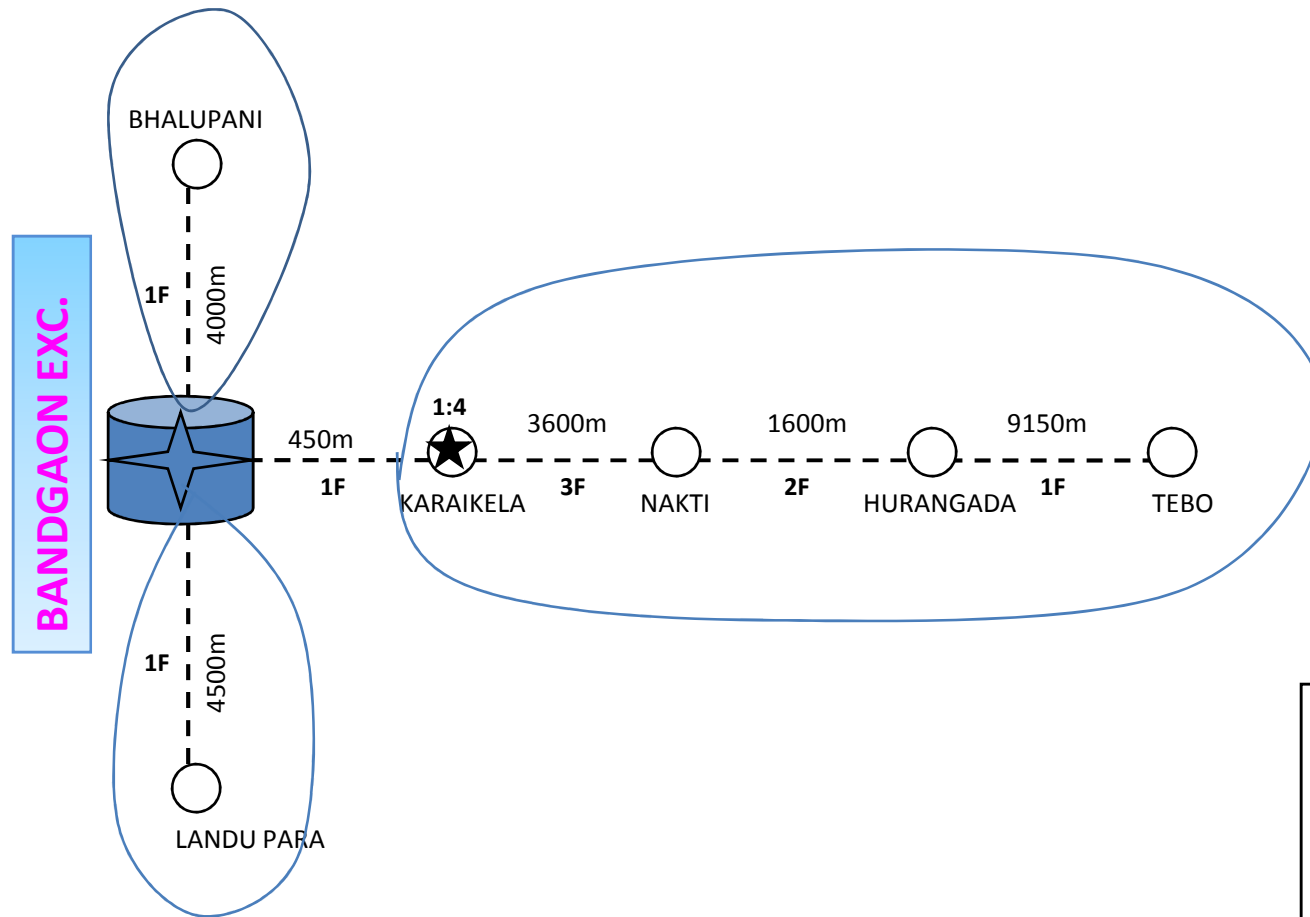 BHALUPANI
1F
4000m
BANDGAON EXC.
1:4
450m
3600m
1600m
9150m
1F
3F
2F
1F
KARAIKELA
NAKTI
HURANGADA
TEBO
1F
4500m
LANDU PARA